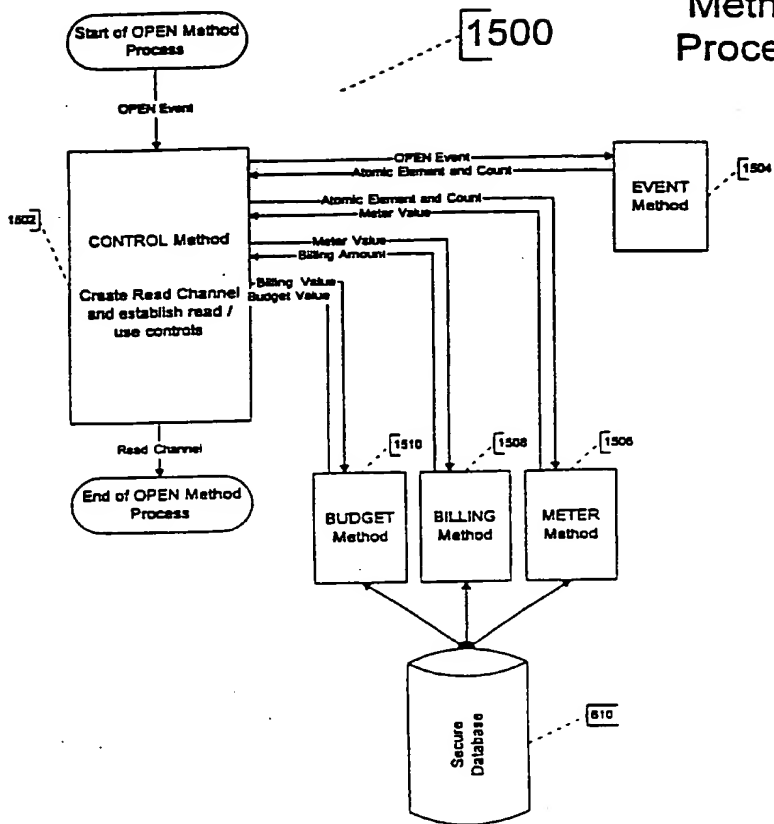 Start of OPEN Method
Process
1500
Meth
Proce
OPEN Event
OPEN Event
Atomic Element and Count
EVENT
Method
1504
1502
CONTROL Method
Create Read Channel
and establish read /
use controls
Atomic Element and Count
Meter Value
Meter Value
Billing Amount
Billing Value
Budget Value
Read Channel
End of OPEN Method
Process
1510
1508
1506
BUDGET
Method
BILLING
Method
METER
Method
Secure
Database
610